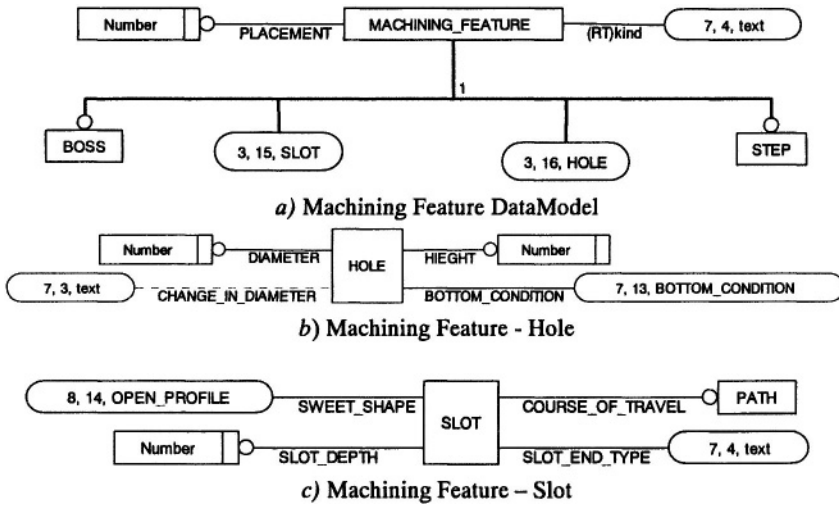 Number PLACEMENT MACHINING_FEATURE (RT)kind 7, 4, text
1
BOSS 3, 15, SLOT 3, 16, HOLE STEP
a) Machining Feature DataModel
Number DIAMETER HOLE HIEGHT Number
7, 3, text CHANGE_IN_DIAMETER BOTTOM_CONDITION 7, 13, BOTTOM_CONDITION
b) Machining Feature - Hole
8, 14, OPEN_PROFILE SWEET_SHAPE SLOT COURSE_OF_TRAVEL PATH
Number SLOT_DEPTH SLOT_END_TYPE 7, 4, text
c) Machining Feature – Slot